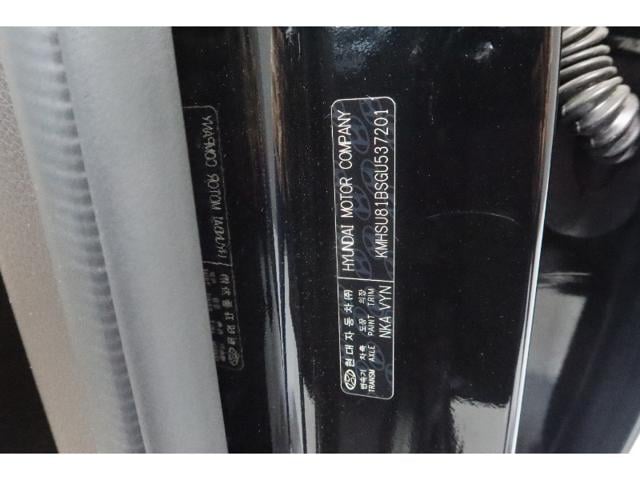 현대자동차㈜ HYUNDAI MOTOR COMPANY
변속기 차축 도장 의장 KMHSU81BSGU537201
TRANSM AXLE PAINT TRIM
NKA VYN